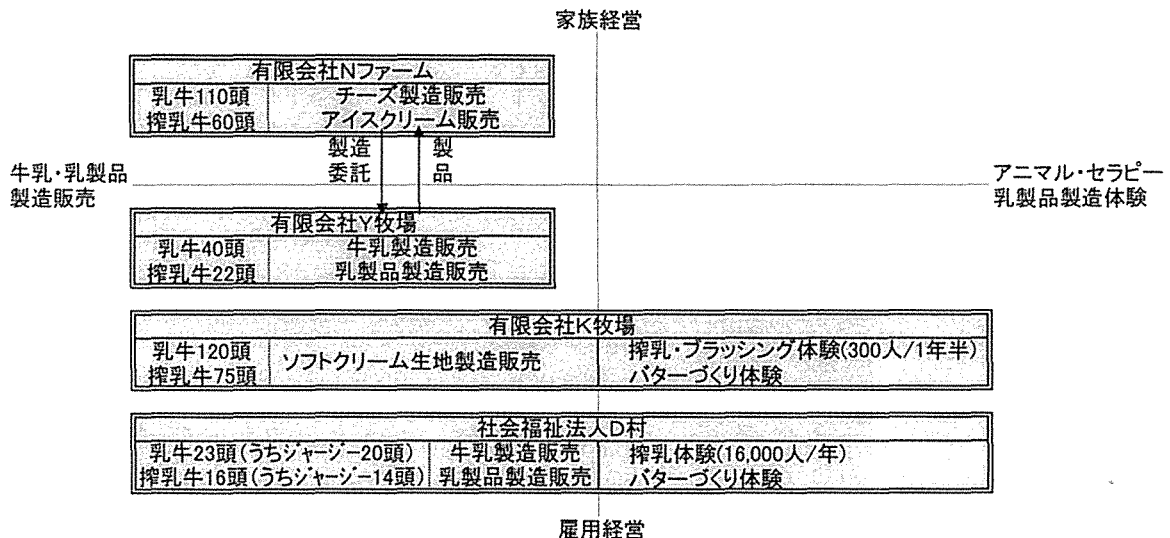 家族経営
有限会社Nファーム
乳牛110頭 チーズ製造販売
搾乳牛60頭 アイスクリーム販売
製造委託 製品
牛乳・乳製品
製造販売
アニマル・セラピー
乳製品製造体験
有限会社Y牧場
乳牛40頭 牛乳製造販売
搾乳牛22頭 乳製品製造販売
有限会社K牧場
乳牛120頭 ソフトクリーム生地製造販売 搾乳・ブラッシング体験(300人/1年半)
搾乳牛75頭 バターづくり体験
社会福祉法人D村
乳牛23頭(うちジャージー20頭) 牛乳製造販売 搾乳体験(16,000人/年)
搾乳牛16頭(うちジャージー14頭) 乳製品製造販売 バターづくり体験
雇用経営